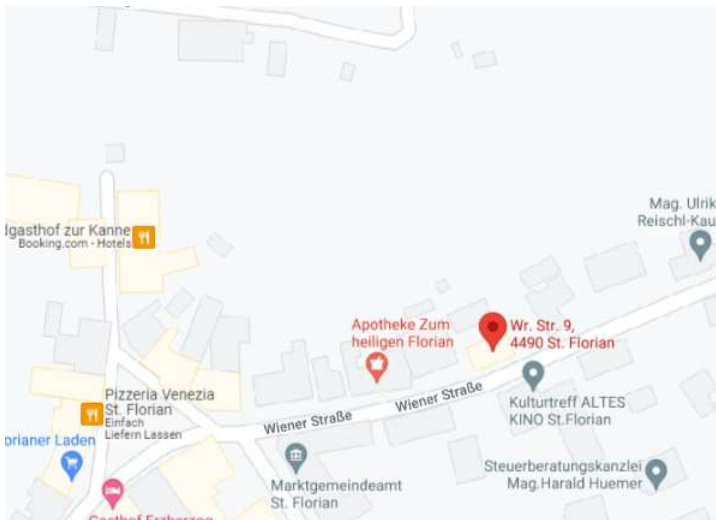 Mag. Ulrik
Reischl-Kau
dgasthof zur Kanne
Booking.com - Hotels
Apotheke Zum
heiligen Florian
Wr. Str. 9,
4490 St. Florian
Pizzeria Venezia
St. Florian
Einfach
Liefern Lassen
Wiener Straße
Wiener Straße
Kulturtreff ALTES
KINO St.Florian
orianer Laden
Marktgemeindeamt
St. Florian
Steuerberatungskanzlei
Mag.Harald Huemer
Gasthof Erzherzog